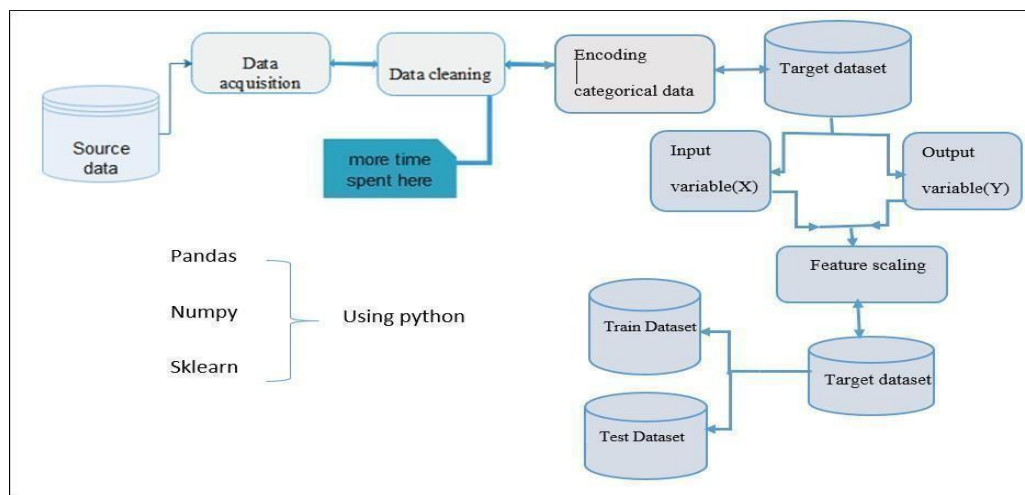 Source
data
Data
acquisition
Data cleaning
more time
spent here
Encoding
categorical data
Target dataset
Input
variable(X)
Output
variable(Y)
Feature scaling
Target dataset
Train Dataset
Test Dataset
Pandas
Numpy
Sklearn
Using python